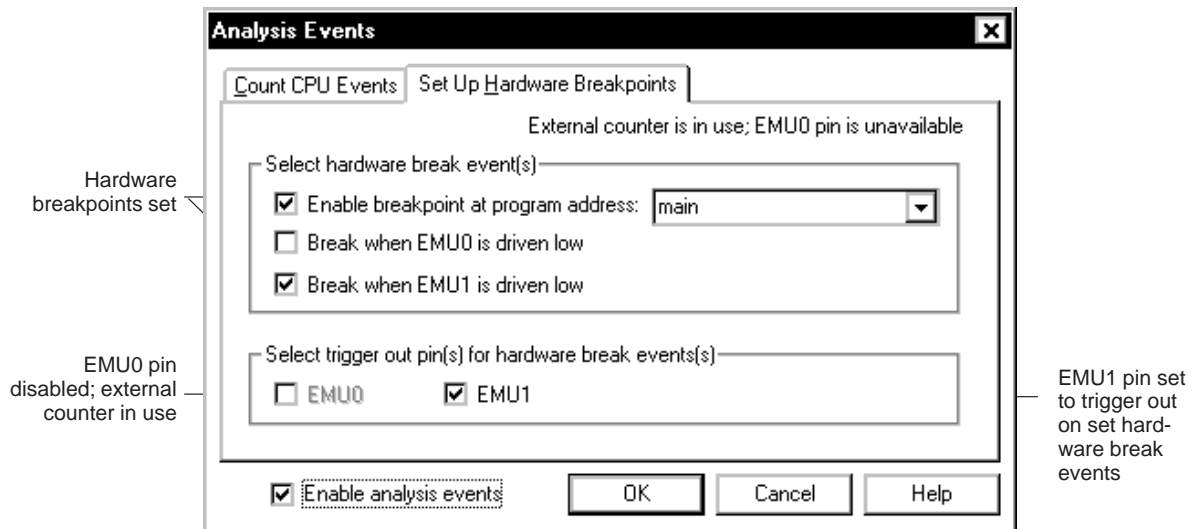 Analysis Events
Count CPU Events
Set Up Hardware Breakpoints
External counter is in use; EMU0 pin is unavailable
Select hardware break event(s)
Enable breakpoint at program address: main
Break when EMU0 is driven low
Break when EMU1 is driven low
Hardware
breakpoints set
Select trigger out pin(s) for hardware break events(s)
EMU0
EMU1
EMU0 pin
disabled; external
counter in use
EMU1 pin set
to trigger out
on set hard-
ware break
events
Enable analysis events
OK
Cancel
Help